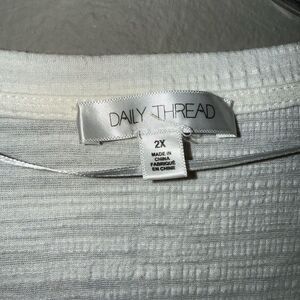 DAILY THREAD
2X
MADE IN
CHINA
FABRIQUÉ
EN CHINE